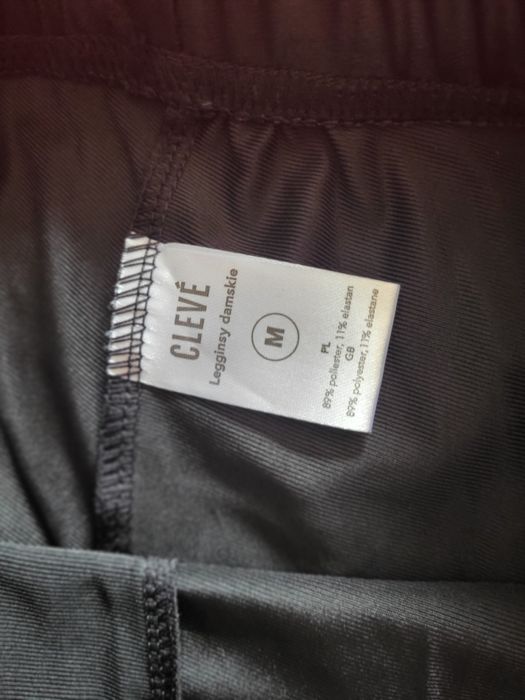 CLEVÉ
Legginsy damskie
M
PL
89% poliester, 11% elastan
GB
89% polyester, 11% elastane